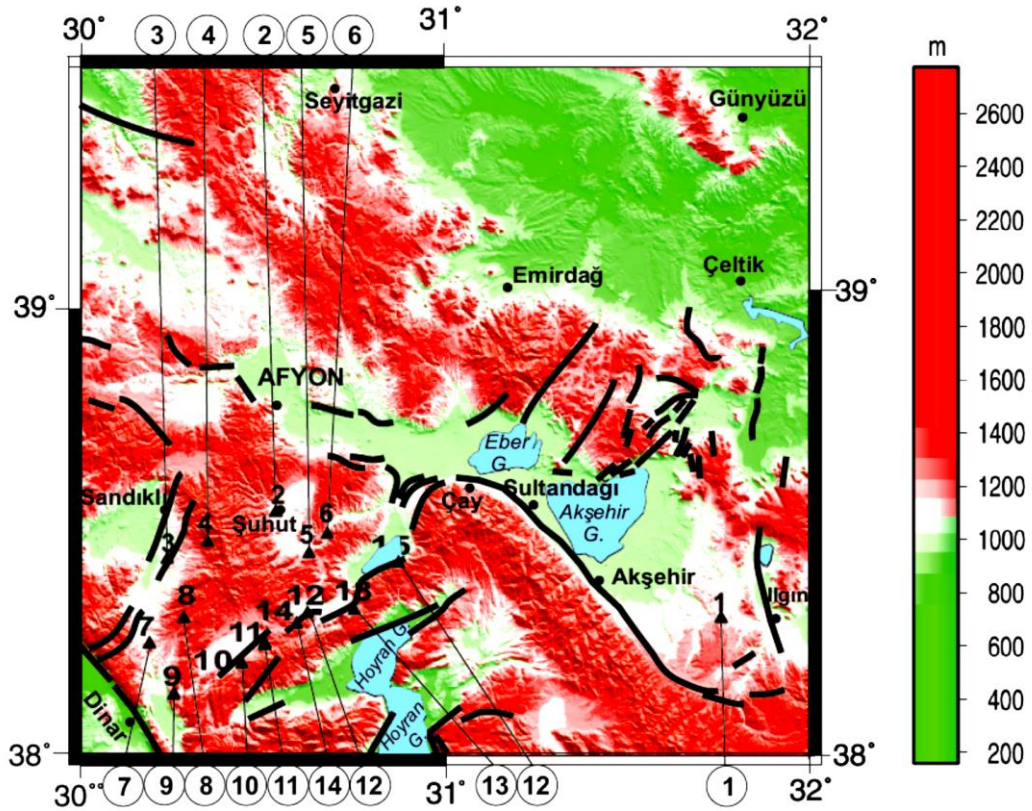 30° 31 32°
3 4 2 5 6
m
Seyitgazi
Günyüzü
2600
2400
2200
2000
1800
1600
1400
1200
1000
800
600
400
200
39° 39°
Emirdağ
Çeltik
AFYON
Eber
G.
Sandıklı
Şuhut
Çay
Sultandağı
Akşehir
G.
Akşehir
Ilgın
2
3
4
5
6
15
1
7
8
9
10
11
14
12
13
Hoyran G.
Hoyran
G.
Dinar
38° 38°
30° 31° 32°
7 9 8 10 11 14 12 13 12 1